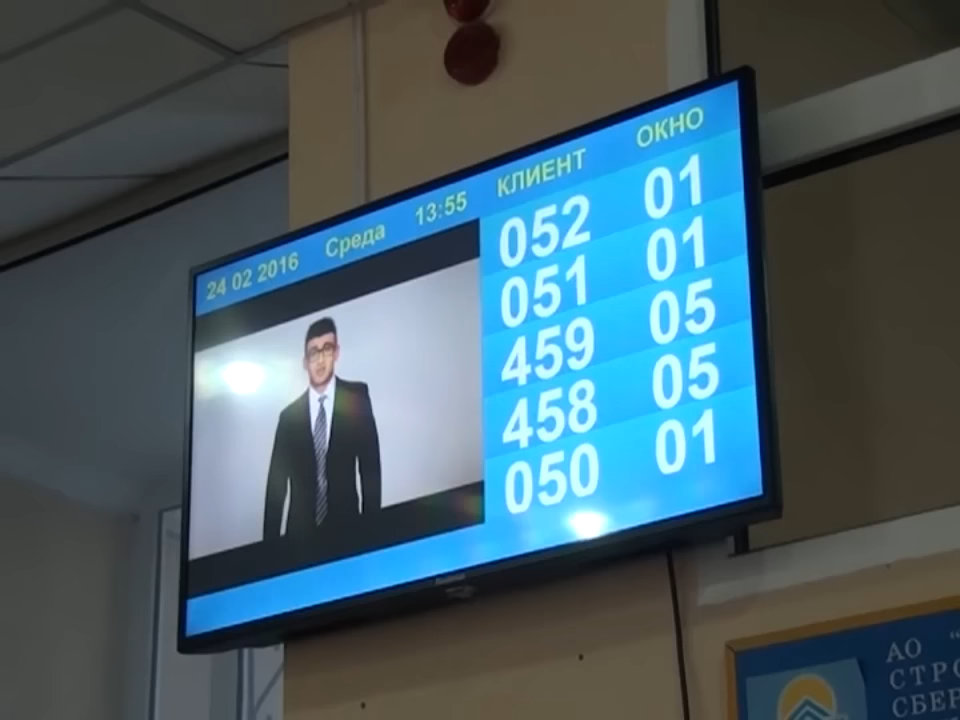 24 02 2016 Среда 13:55 КЛИЕНТ ОКНО
052 01
051 01
459 05
458 05
050 01
АО "
СТРО
СБЕР